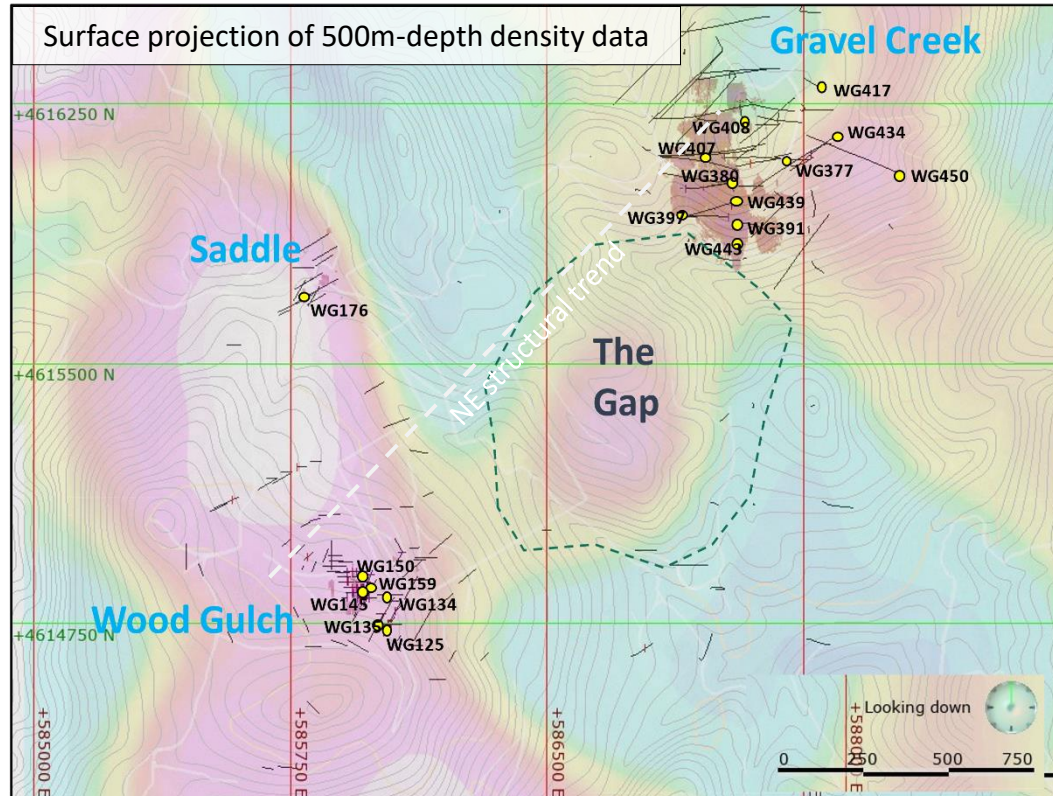 Surface projection of 500m-depth density data
Gravel Creek
WG417
+4616250 N
WG408
WG434
WG407
WG377
WG380
WG450
WG439
WG397
WG391
WG443
Saddle
WG176
NE structural trend
The
Gap
+4615500 N
WG150
WG159
WG145
WG134
Wood Gulch
WG135
WG125
+4614750 N
+585000 E
+585750 E
+586500 E
Looking down
0 250 500 750